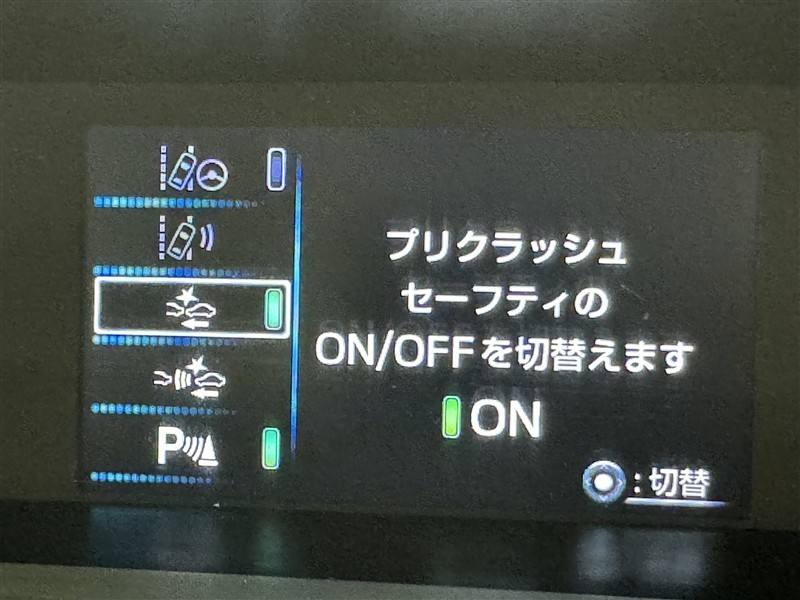 プリクラッシュ
セーフティの
ON/OFFを切替えます
ON
P
:切替